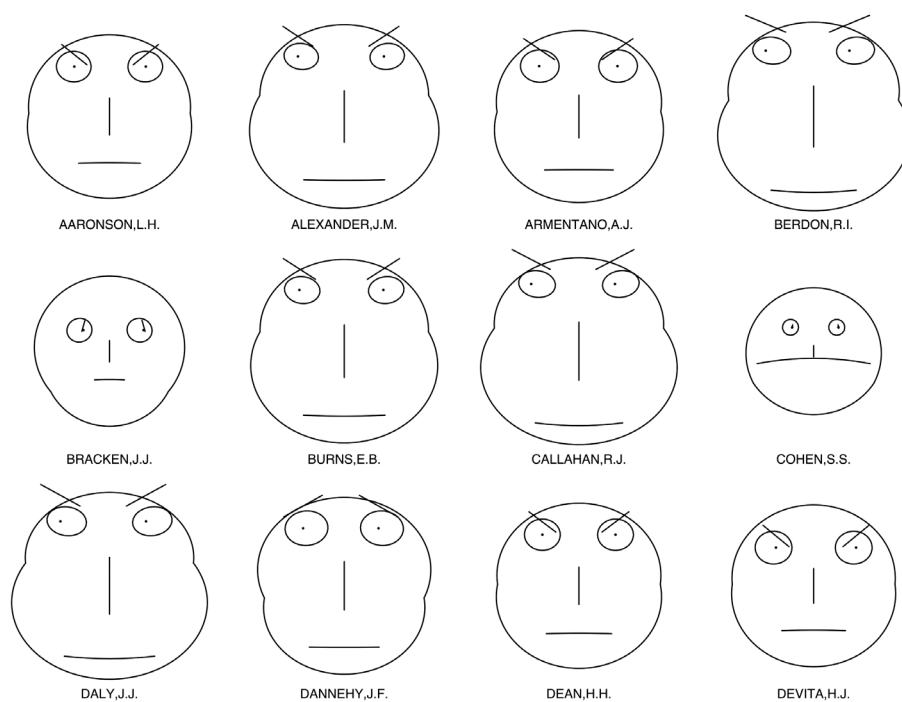 AARONSON,L.H.
ALEXANDER,J.M.
ARMENTANO,A.J.
BERDON,R.I.
BRACKEN,J.J.
BURNS,E.B.
CALLAHAN,R.J.
COHEN,S.S.
DALY,J.J.
DANNEHY,J.F.
DEAN,H.H.
DEVITA,H.J.